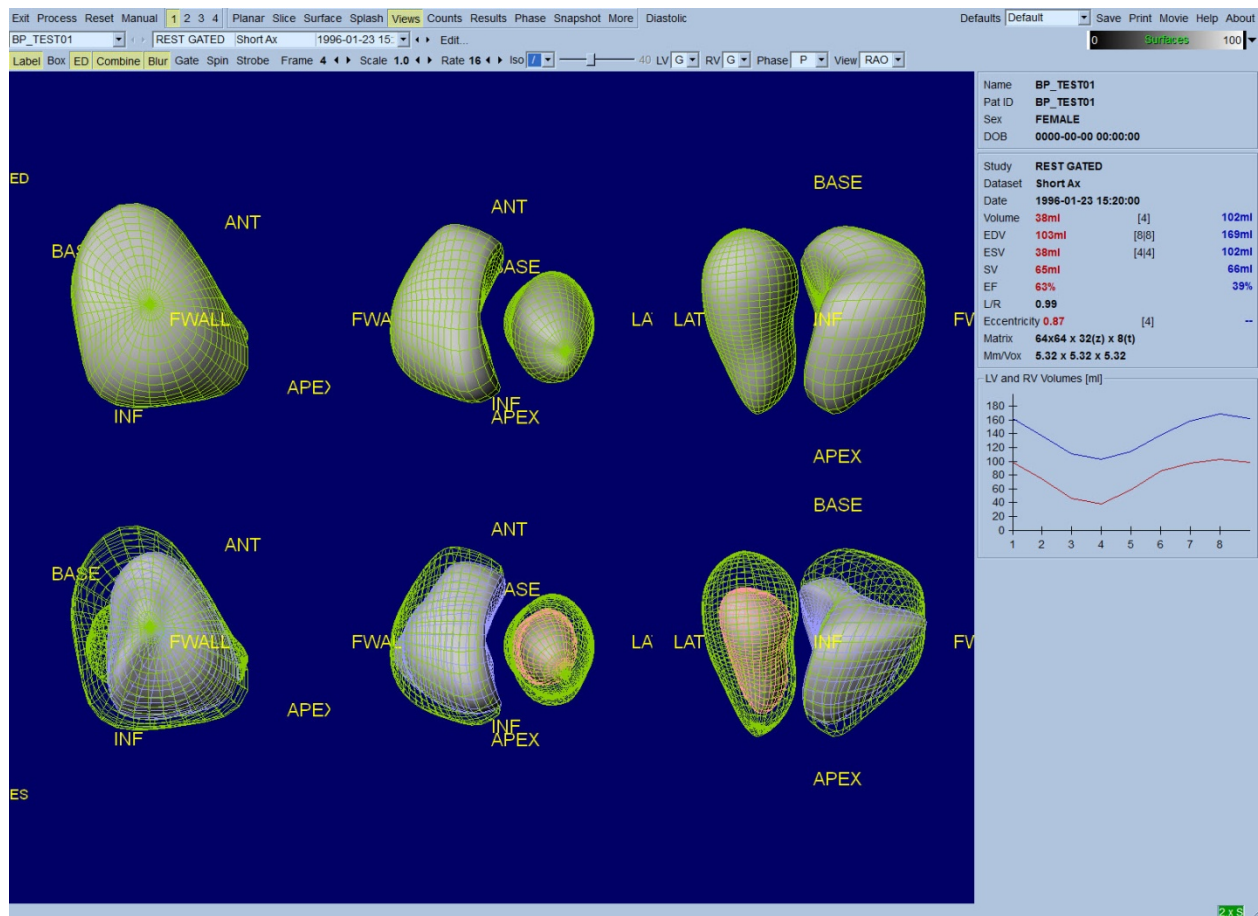 Exit Process Reset Manual 1 2 3 4 Planar Slice Surface Splash Views Counts Results Phase Snapshot More Diastolic Defaults Default Save Print Movie Help About
BP_TEST01 REST GATED Short Ax 1996-01-23 15: Edit... 0 Surfaces 100
Label Box ED Combine Blur Gate Spin Strobe Frame 4 Scale 1.0 Rate 16 Iso / 40 LV G RV G Phase P View RAO
Name BP_TEST01
Pat ID BP_TEST01
Sex FEMALE
DOB 0000-00-00 00:00:00
Study REST GATED
Dataset Short Ax
Date 1996-01-23 15:20:00
Volume 38ml [4] 102ml
EDV 103ml [8|8] 169ml
ESV 38ml [4|4] 102ml
SV 65ml 66ml
EF 63% 39%
L/R 0.99
Eccentricity 0.87 [4] --
Matrix 64x64 x 32(z) x 8(t)
Mm/Vox 5.32 x 5.32 x 5.32
LV and RV Volumes [ml]
180
160
140
120
100
80
60
40
20
0
1 2 3 4 5 6 7 8
ED
BASE
ANT ANT
BAS BASE
FWALL FWA LA LAT INF FW
APEX
INF INF
APEX
APEX
BASE
ANT ANT
BASE ASE
FWALL FWAL LA LAT INF FW
APEX
INF INF
APEX
APEX
ES
2 x S